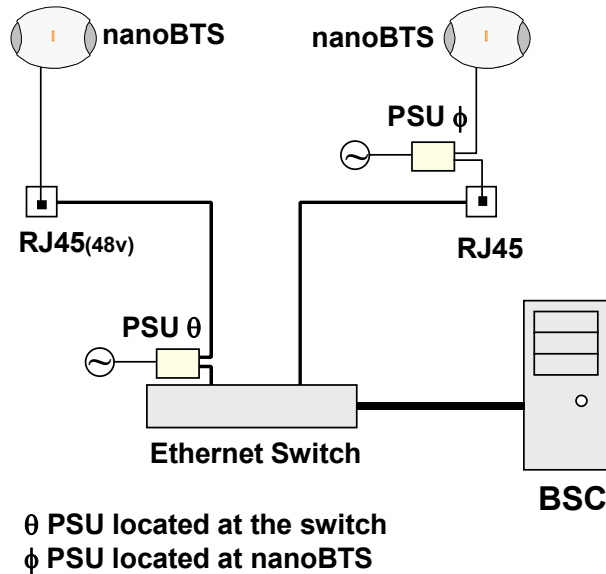 nanoBTS
nanoBTS
PSU ϕ
RJ45(48v)
RJ45
PSU θ
Ethernet Switch
BSC
θ PSU located at the switch
ϕ PSU located at nanoBTS